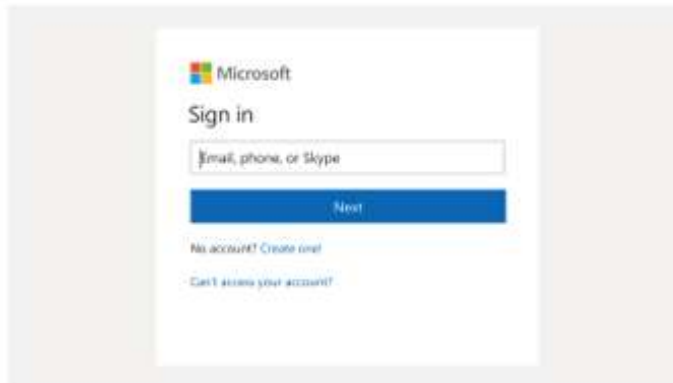 Microsoft
Sign in
Email, phone, or Skype
Next
No account? Create one!
Can't access your account?